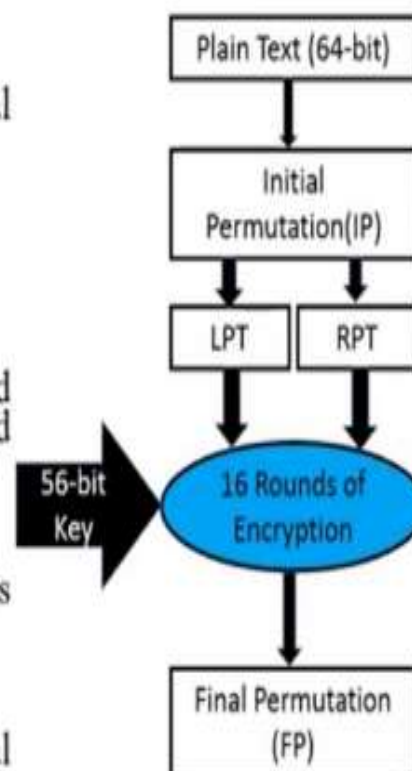 Plain Text (64-bit)
Initial
Permutation(IP)
LPT RPT
56-bit
Key
16 Rounds of
Encryption
Final Permutation
(FP)